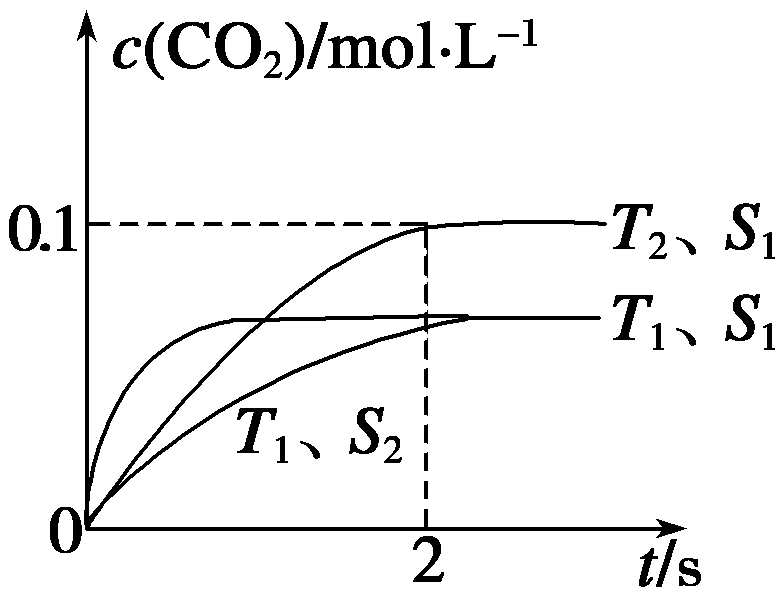 c(CO₂)/mol·L⁻¹
0.1
T₂、S₁
T₁、S₁
T₁、S₂
0
2
t/s